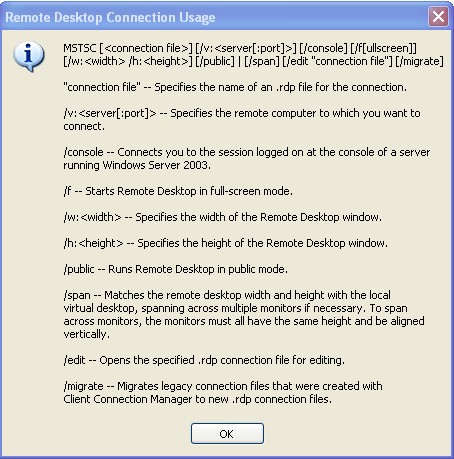 Remote Desktop Connection Usage
MSTSC [<connection file>] [/v:<server[:port]>] [/console] [/f[ullscreen]]
[/w:<width> /h:<height>] [/public] | [/span] [/edit "connection file"] [/migrate]
"connection file" -- Specifies the name of an .rdp file for the connection.
/v:<server[:port]> -- Specifies the remote computer to which you want to
connect.
/console -- Connects you to the session logged on at the console of a server
running Windows Server 2003.
/f -- Starts Remote Desktop in full-screen mode.
/w:<width> -- Specifies the width of the Remote Desktop window.
/h:<height> -- Specifies the height of the Remote Desktop window.
/public -- Runs Remote Desktop in public mode.
/span -- Matches the remote desktop width and height with the local
virtual desktop, spanning across multiple monitors if necessary. To span
across monitors, the monitors must all have the same height and be aligned
vertically.
/edit -- Opens the specified .rdp connection file for editing.
/migrate -- Migrates legacy connection files that were created with
Client Connection Manager to new .rdp connection files.
OK